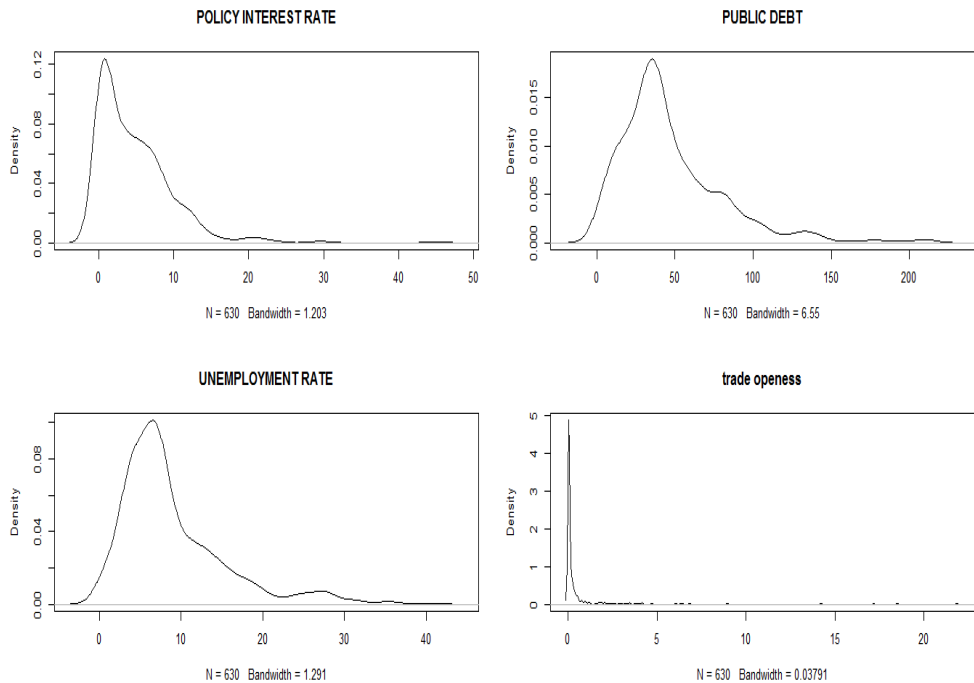 POLICY INTEREST RATE
Density
0.00 0.04 0.08 0.12
0 10 20 30 40 50
N = 630 Bandwidth = 1.203
PUBLIC DEBT
Density
0.000 0.005 0.010 0.015
0 50 100 150 200
N = 630 Bandwidth = 6.55
UNEMPLOYMENT RATE
Density
0.00 0.04 0.08
0 10 20 30 40
N = 630 Bandwidth = 1.291
trade openess
Density
0 1 2 3 4 5
0 5 10 15 20
N = 630 Bandwidth = 0.03791